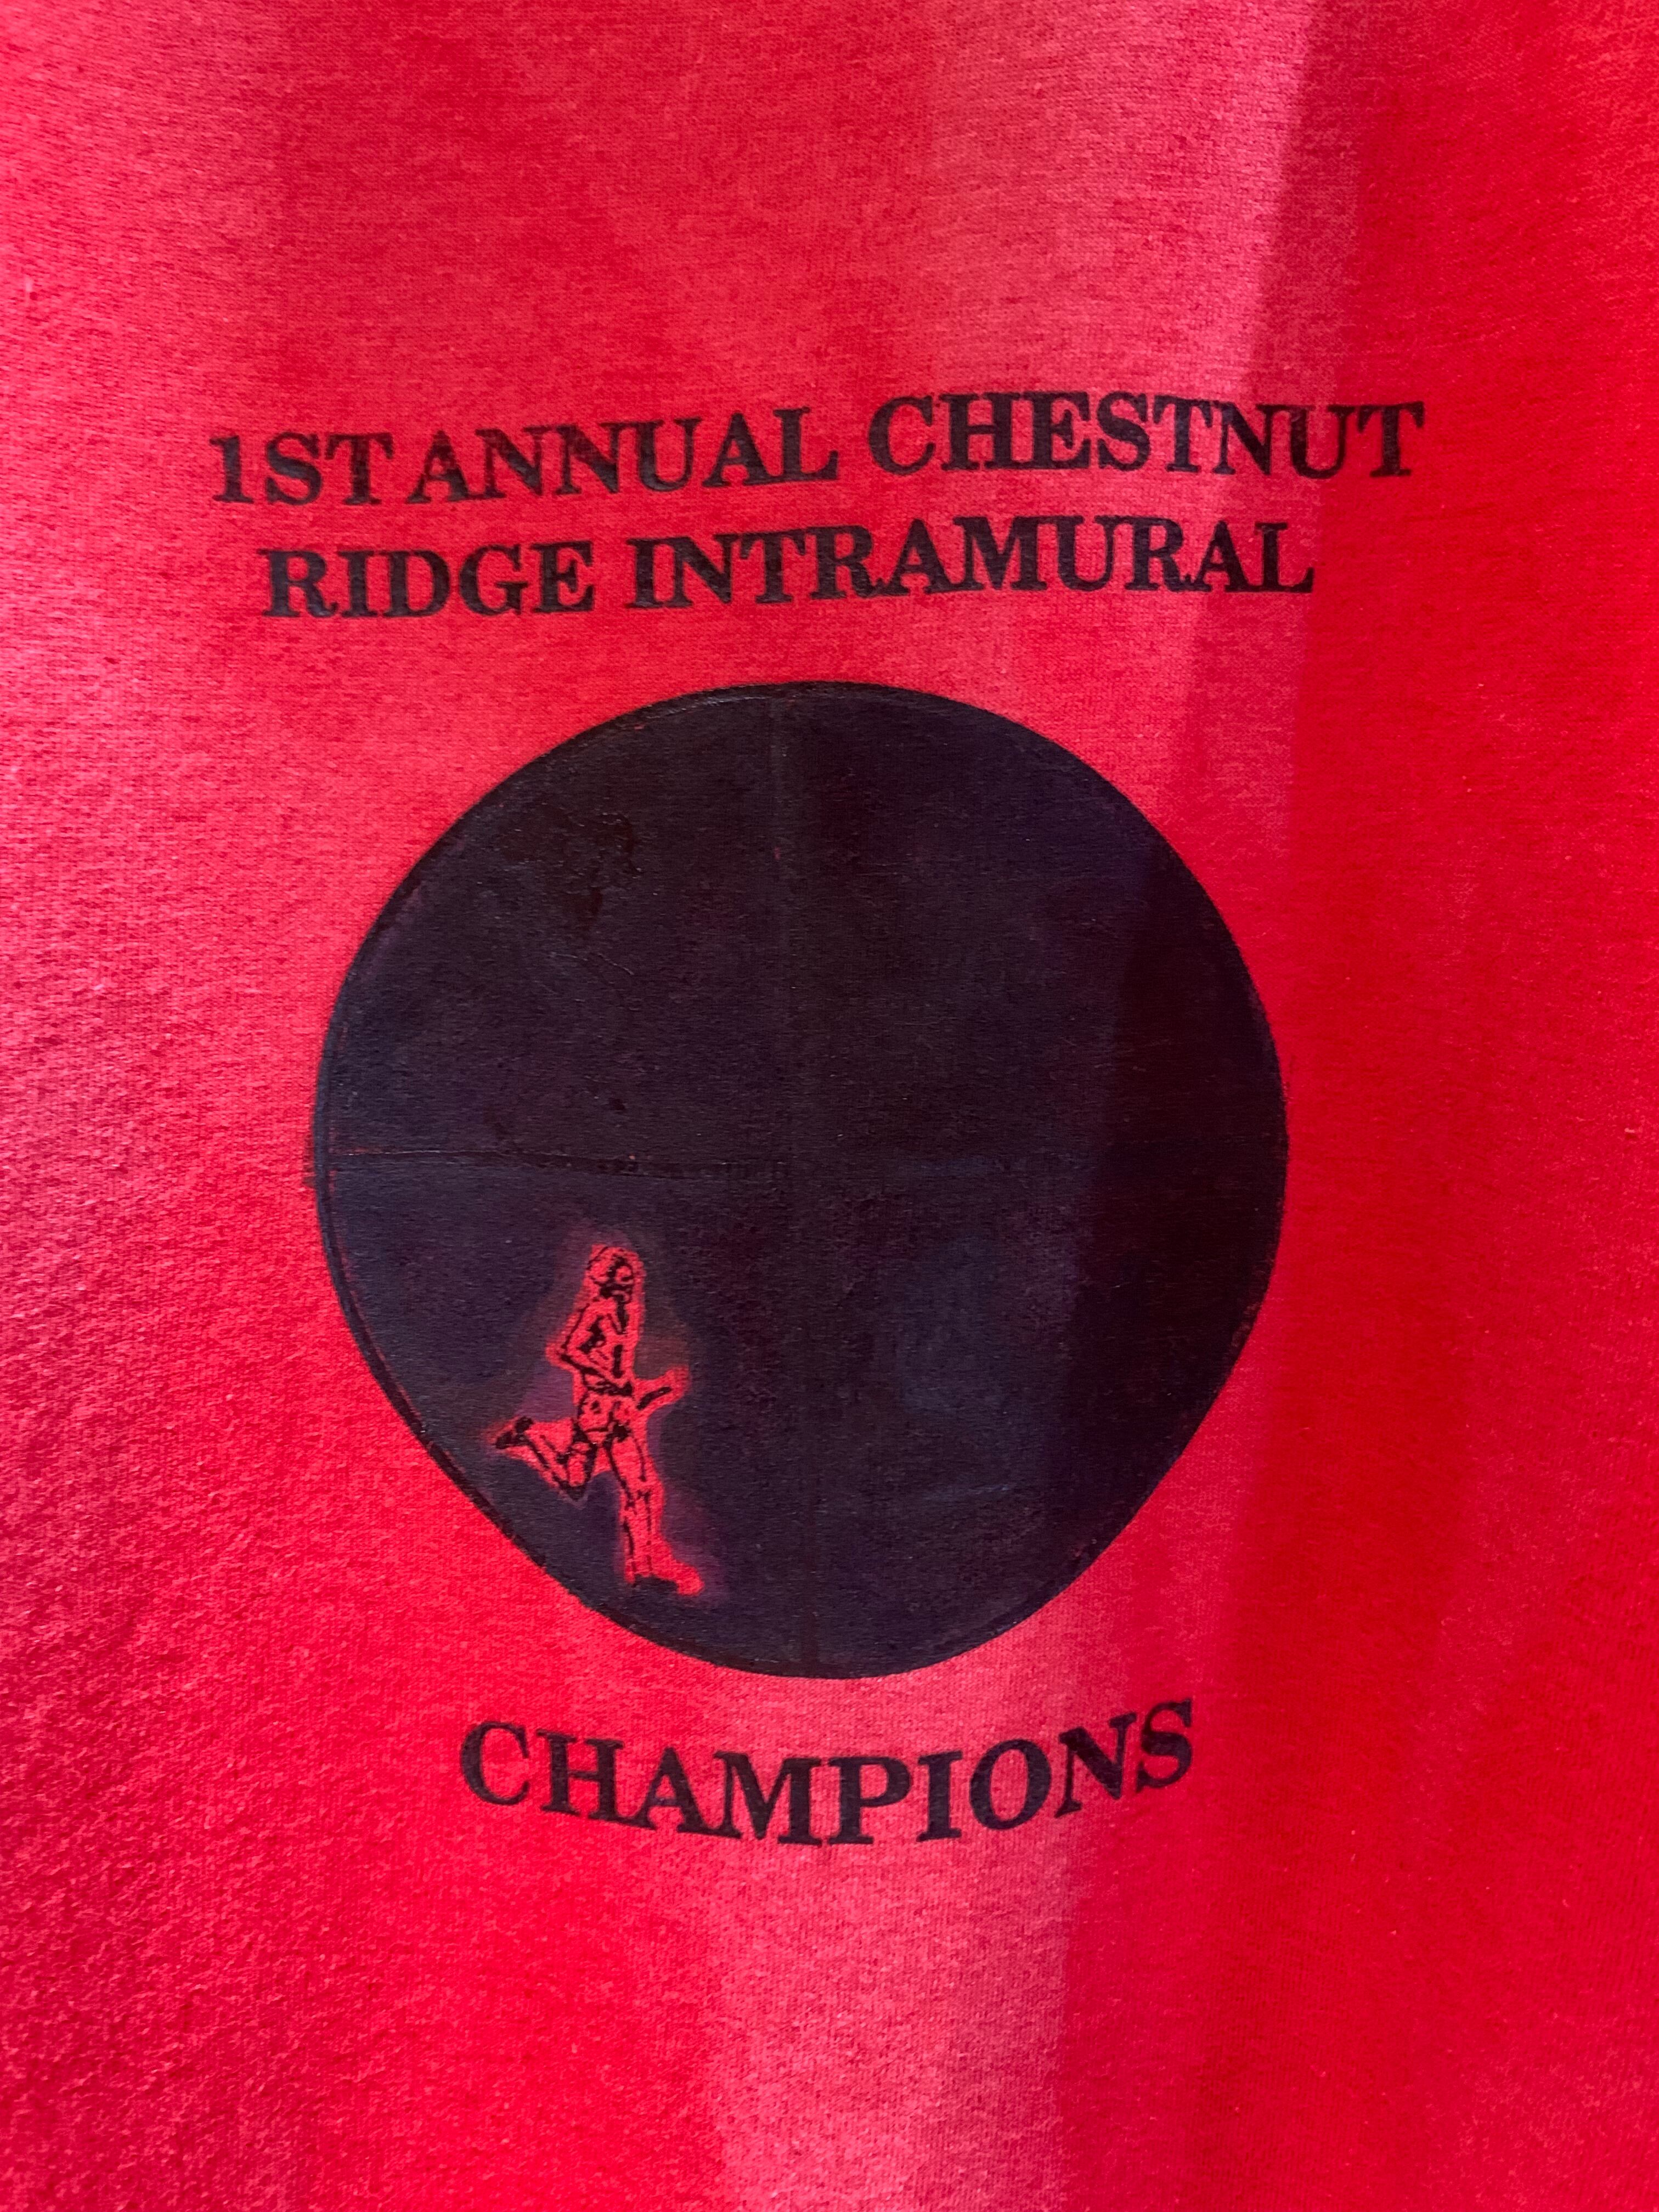 1ST ANNUAL CHESTNUT
RIDGE INTRAMURAL
CHAMPIONS